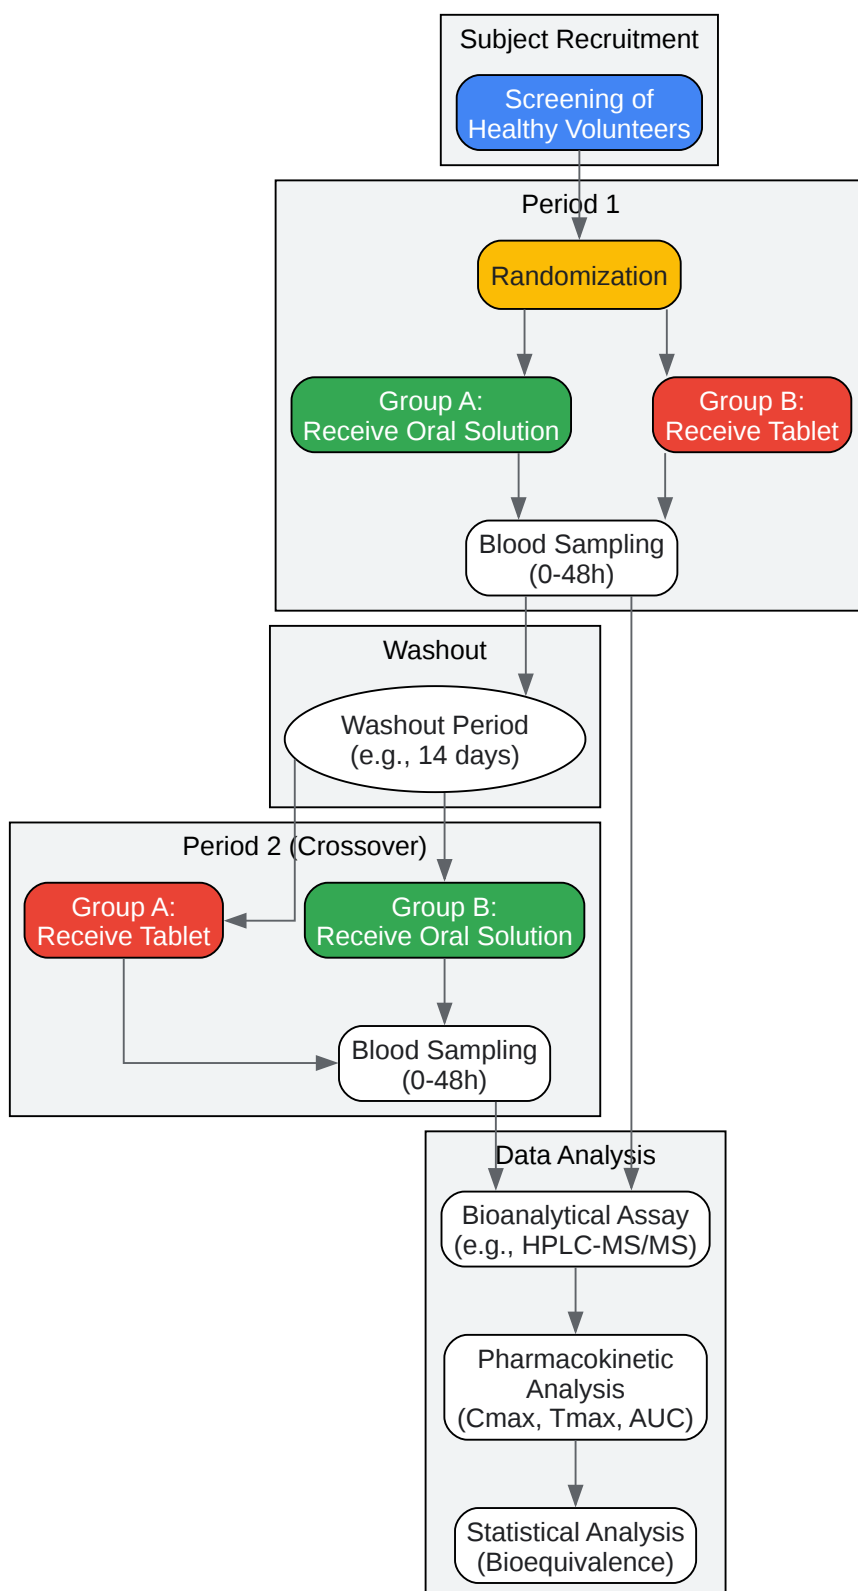 Subject Recruitment
Screening of
Healthy Volunteers
Period 1
Randomization
Group A:
Receive Oral Solution
Group B:
Receive Tablet
Blood Sampling
(0-48h)
Washout
Washout Period
(e.g., 14 days)
Period 2 (Crossover)
Group A:
Receive Tablet
Group B:
Receive Oral Solution
Blood Sampling
(0-48h)
Data Analysis
Bioanalytical Assay
(e.g., HPLC-MS/MS)
Pharmacokinetic
Analysis
(Cmax, Tmax, AUC)
Statistical Analysis
(Bioequivalence)